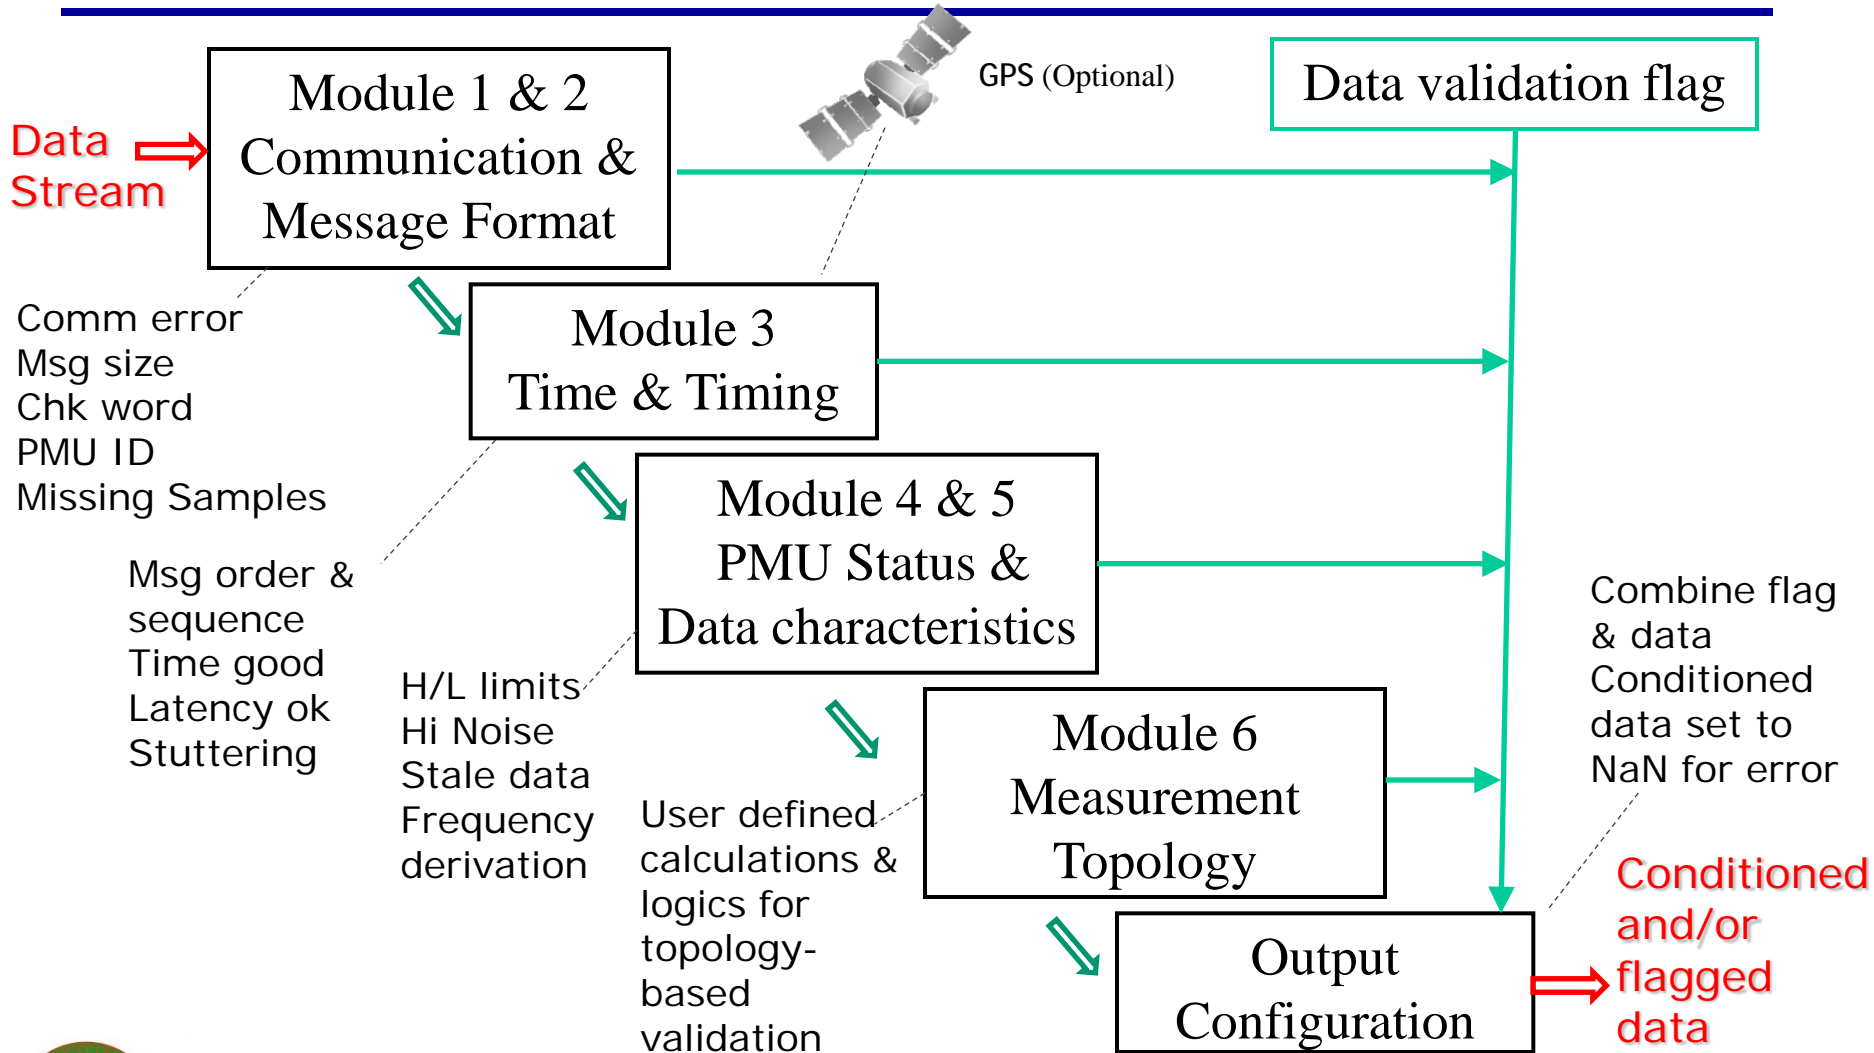 GPS (Optional)
Data validation flag
Data
Stream
Module 1 & 2
Communication &
Message Format
Comm error
Msg size
Chk word
PMU ID
Missing Samples
Module 3
Time & Timing
Msg order &
sequence
Time good
Latency ok
Stuttering
Module 4 & 5
PMU Status &
Data characteristics
H/L limits
Hi Noise
Stale data
Frequency
derivation
Module 6
Measurement
Topology
User defined
calculations &
logics for
topology-
based
validation
Combine flag
& data
Conditioned
data set to
NaN for error
Output
Configuration
Conditioned
and/or
flagged
data